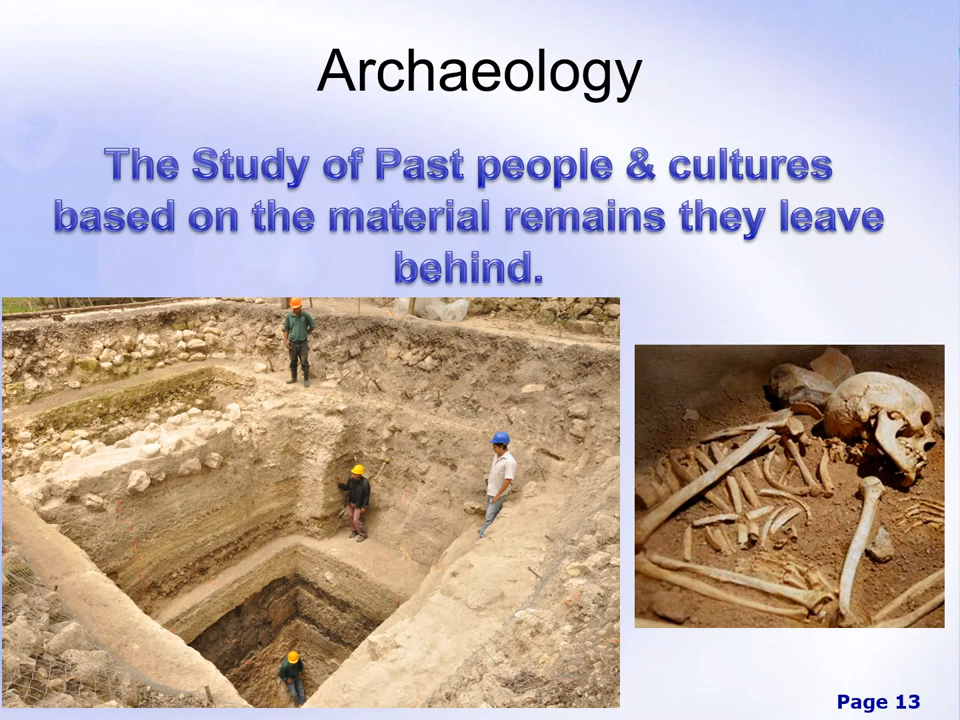 Archaeology
The Study of Past people & cultures
based on the material remains they leave
behind.
Page 13